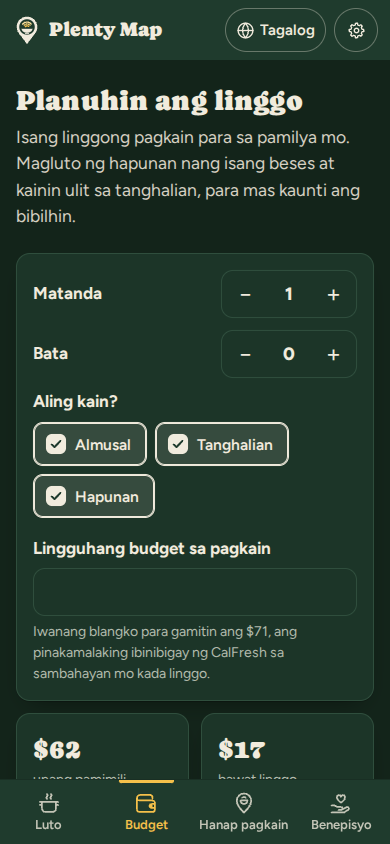 Plenty Map
Tagalog
Planuhin ang linggo
Isang linggong pagkain para sa pamilya mo.
Magluto ng hapunan nang isang beses at
kainin ulit sa tanghalian, para mas kaunti ang
bibilhin.
Matanda
− 1 +
Bata
− 0 +
Aling kain?
Almusal
Tanghalian
Hapunan
Lingguhang budget sa pagkain
Iwanang blangko para gamitin ang $71, ang
pinakamalaking ibinibigay ng CalFresh sa
sambahayan mo kada linggo.
$62
unang pamimili
$17
bawat linggo
Luto
Budget
Hanap pagkain
Benepisyo